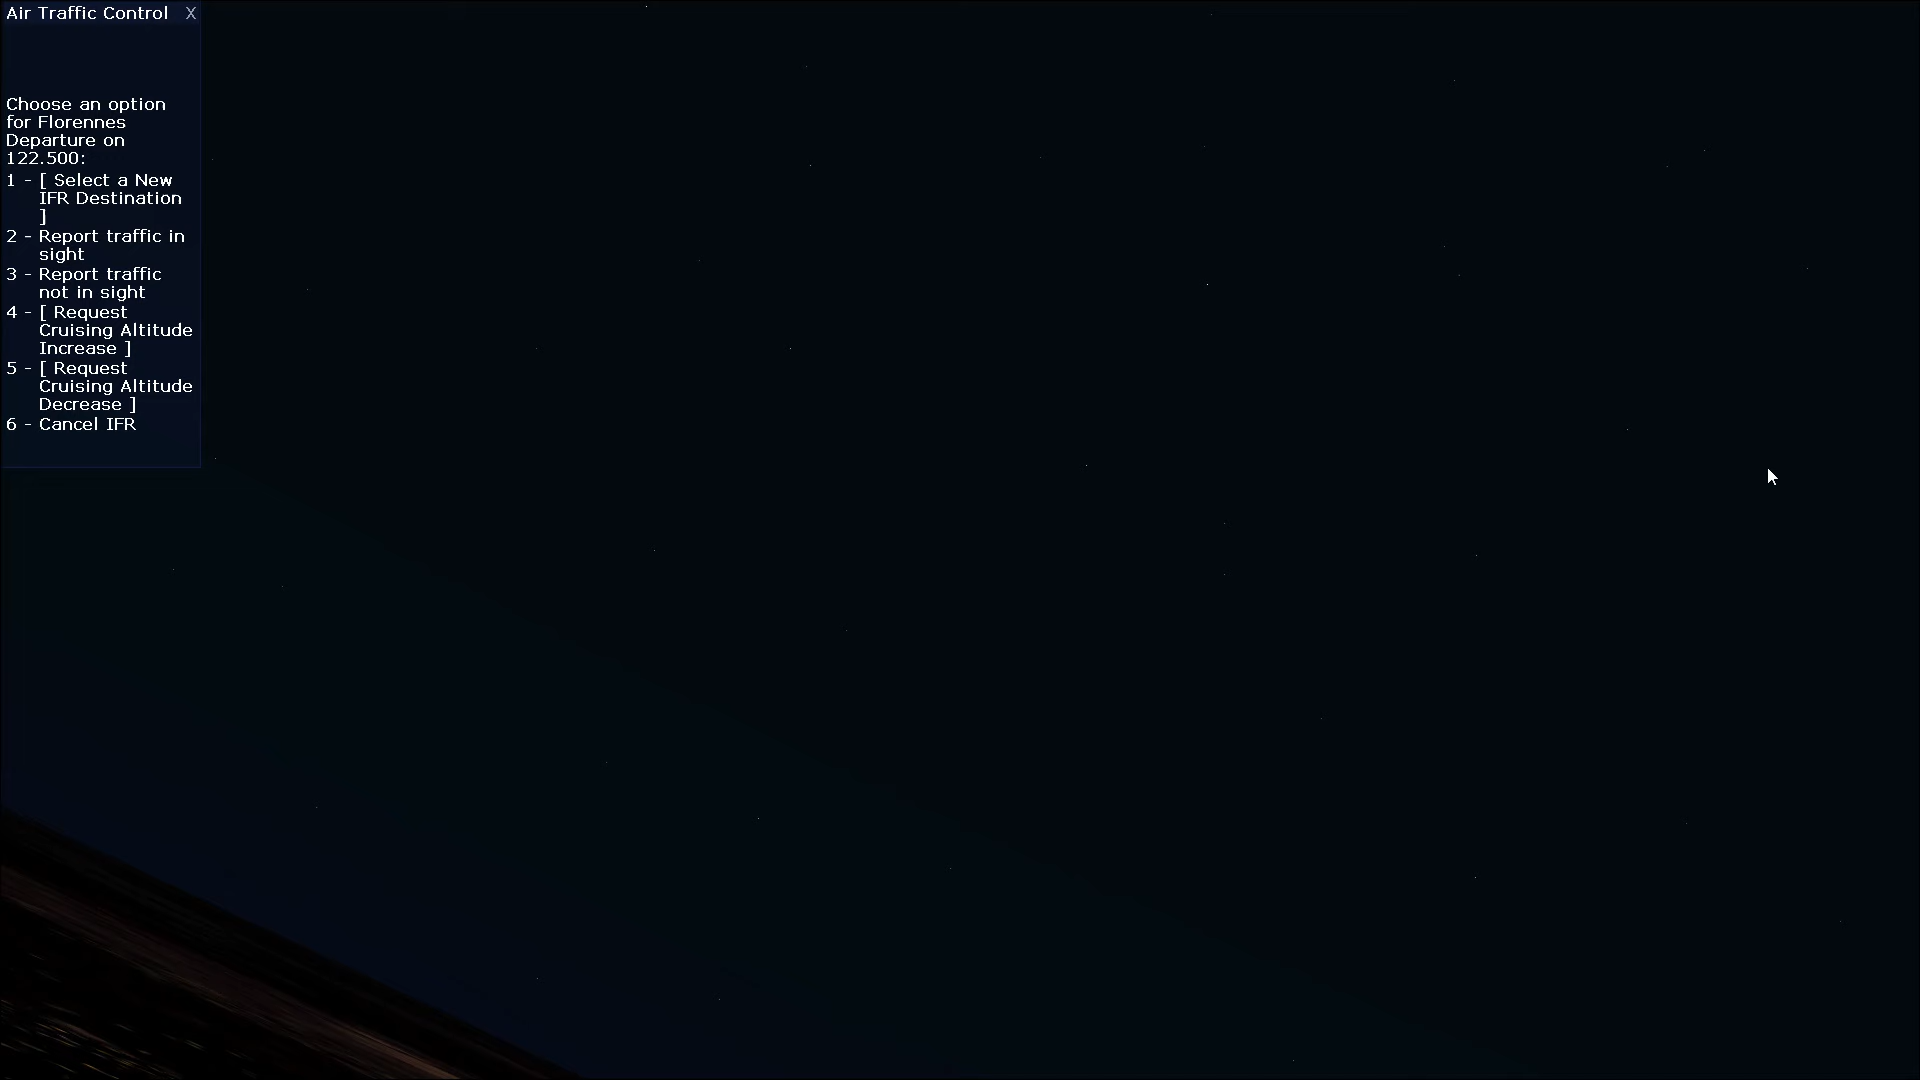 Air Traffic Control X
Choose an option
for Florennes
Departure on
122.500:
1 - [ Select a New
IFR Destination
]
2 - Report traffic in
sight
3 - Report traffic
not in sight
4 - [ Request
Cruising Altitude
Increase ]
5 - [ Request
Cruising Altitude
Decrease ]
6 - Cancel IFR